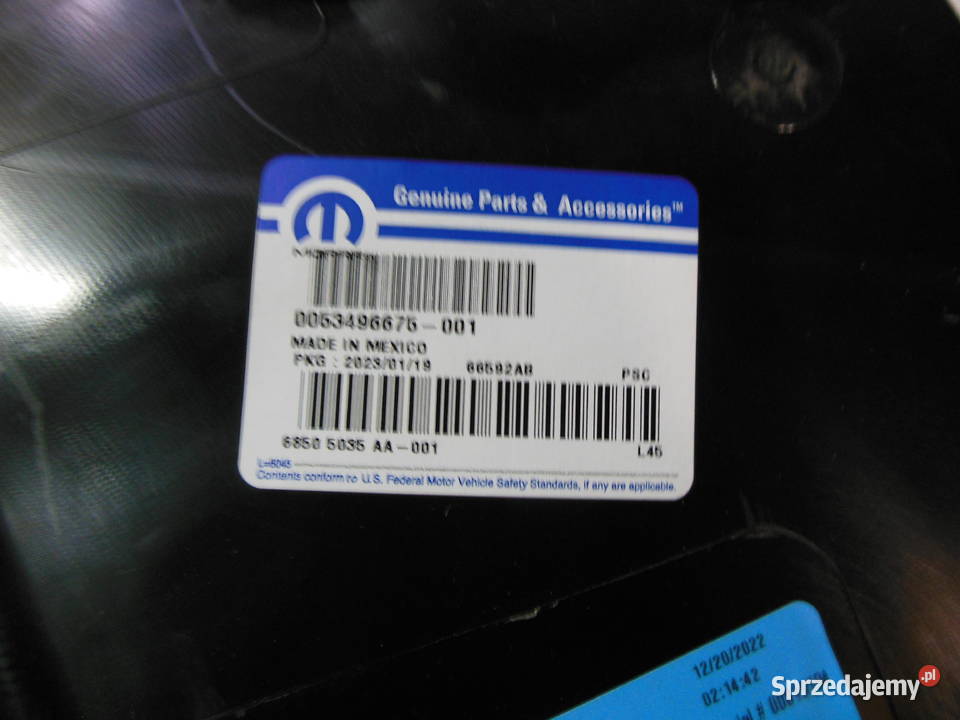 Genuine Parts & Accessories™
0053496675-001
MADE IN MEXICO
PKG : 2023/01/19 66592AB PSC
6850 5035 AA-001 L45
L-5045
Contents conform to U.S. Federal Motor Vehicle Safety Standards, if any are applicable.
12/20/2022
02:14:42
Sprzedajemy.pl